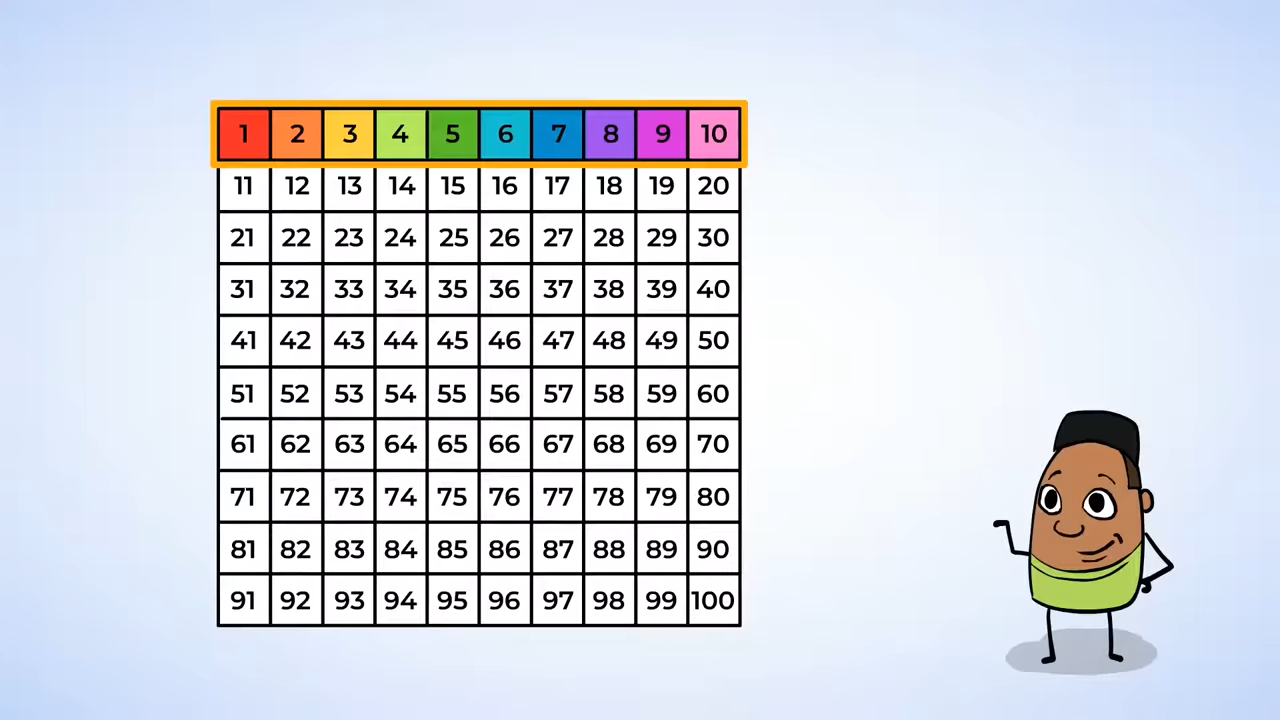 1 2 3 4 5 6 7 8 9 10
11 12 13 14 15 16 17 18 19 20
21 22 23 24 25 26 27 28 29 30
31 32 33 34 35 36 37 38 39 40
41 42 43 44 45 46 47 48 49 50
51 52 53 54 55 56 57 58 59 60
61 62 63 64 65 66 67 68 69 70
71 72 73 74 75 76 77 78 79 80
81 82 83 84 85 86 87 88 89 90
91 92 93 94 95 96 97 98 99 100